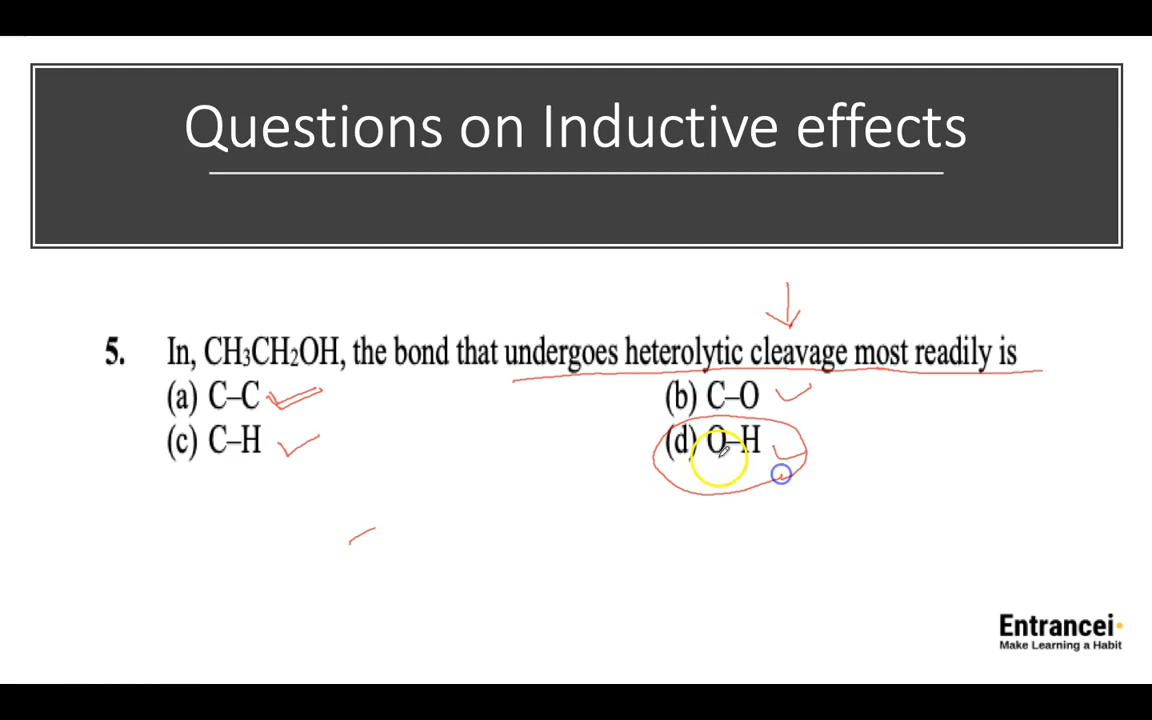 Questions on Inductive effects
5. In, CH₃CH₂OH, the bond that undergoes heterolytic cleavage most readily is
(a) C–C (b) C–O
(c) C–H (d) O–H
Entrancei
Make Learning a Habit